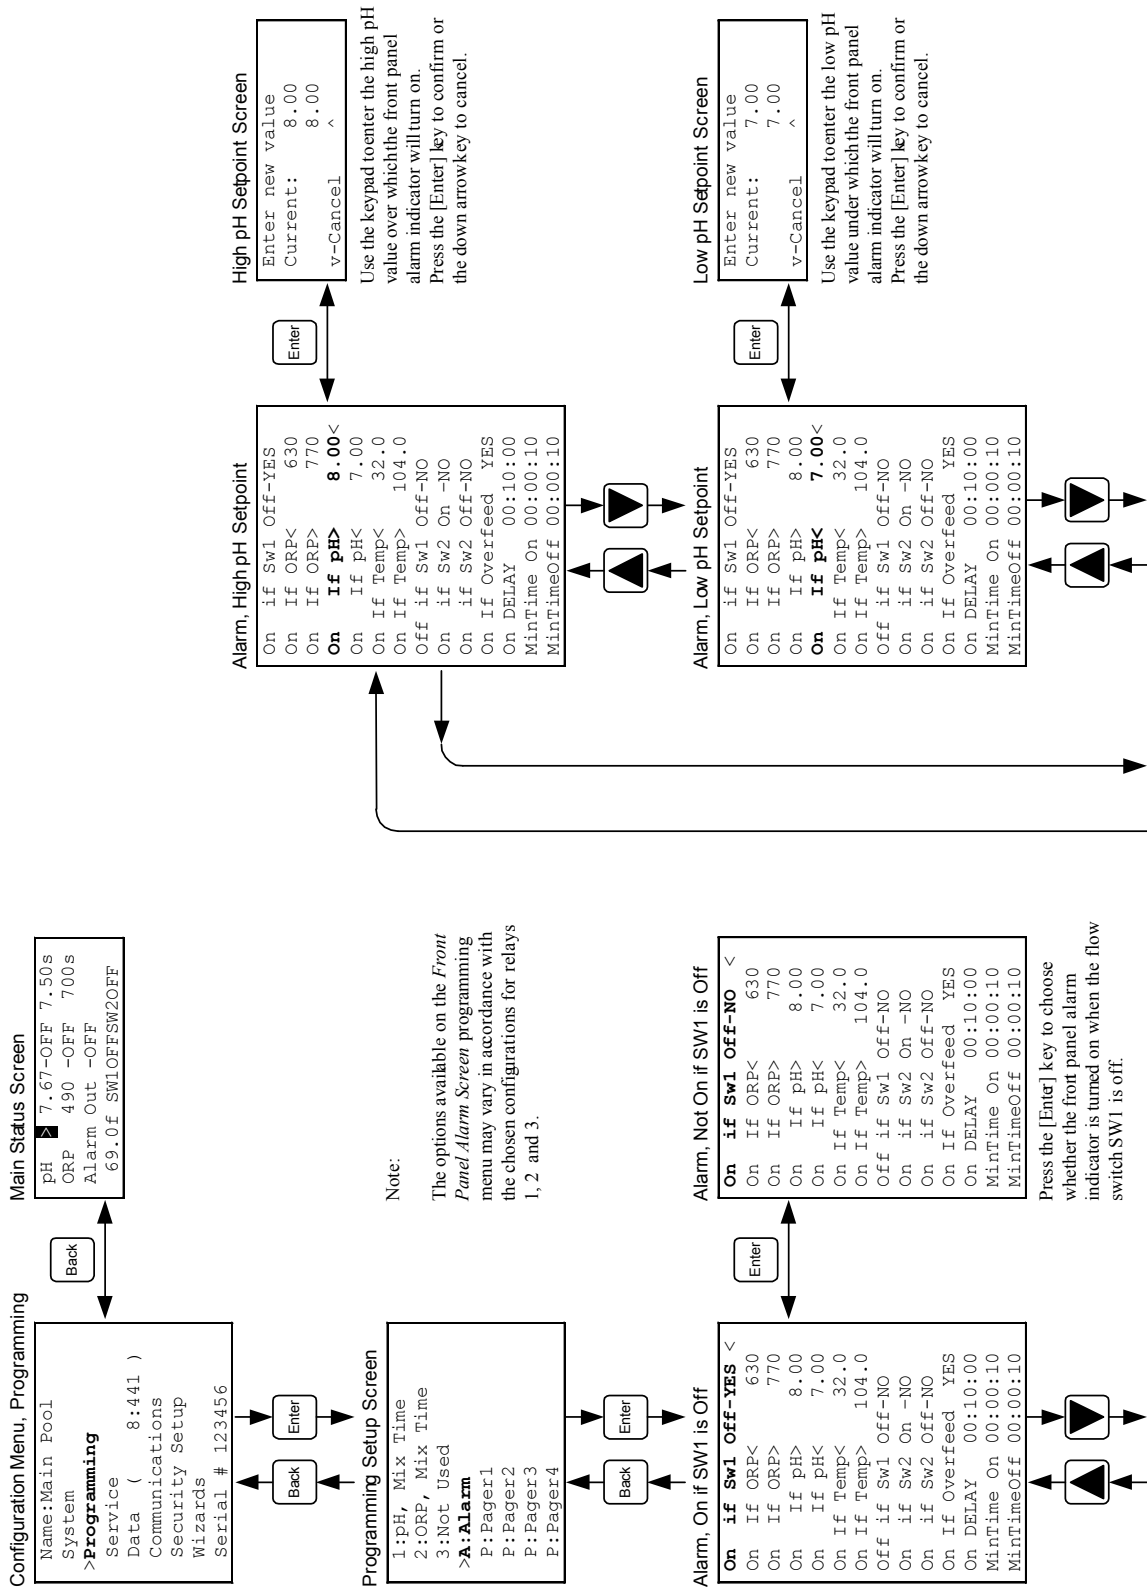 Configuration Menu, Programming
Name:Main Pool
System
>Programming
Service
Data ( 8:441 )
Communications
Security Setup
Wizards
Serial # 123456
Back
Main Status Screen
pH > 7.67-OFF 7.50s
ORP 490 -OFF 700s
Alarm Out -OFF
69.0f SW1OFFSW2OFF
Back
Enter
Programming Setup Screen
1:pH, Mix Time
2:ORP, Mix Time
3:Not Used
>A:Alarm
P:Pager1
P:Pager2
P:Pager3
P:Pager4
Note:
The options available on the Front
Panel Alarm Screen programming
menu may vary in accordance with
the chosen configurations for relays
1, 2 and 3.
Back
Enter
Alarm, On if SW1 is Off
On if Sw1 Off-YES <
On If ORP< 630
On If ORP> 770
On If pH> 8.00
On If pH< 7.00
On If Temp< 32.0
On If Temp> 104.0
Off if Sw1 Off-NO
On if Sw2 On -NO
On if Sw2 Off-NO
On If Overfeed YES
On DELAY 00:10:00
MinTime On 00:00:10
MinTimeOff 00:00:10
Enter
Alarm, Not On if SW1 is Off
On if Sw1 Off-NO <
On If ORP< 630
On If ORP> 770
On If pH> 8.00
On If pH< 7.00
On If Temp< 32.0
On If Temp> 104.0
Off if Sw1 Off-NO
On if Sw2 On -NO
On if Sw2 Off-NO
On If Overfeed YES
On DELAY 00:10:00
MinTime On 00:00:10
MinTimeOff 00:00:10
Press the [Enter] key to choose
whether the front panel alarm
indicator is turned on when the flow
switch SW1 is off.
Alarm, High pH Setpoint
On if Sw1 Off-YES
On If ORP< 630
On If ORP> 770
On If pH> 8.00<
On If pH< 7.00
On If Temp< 32.0
On If Temp> 104.0
Off if Sw1 Off-NO
On if Sw2 On -NO
On if Sw2 Off-NO
On If Overfeed YES
On DELAY 00:10:00
MinTime On 00:00:10
MinTimeOff 00:00:10
Enter
High pH Setpoint Screen
Enter new value
Current: 8.00
8.00
v-Cancel ^
Use the keypad to enter the high pH
value over which the front panel
alarm indicator will turn on.
Press the [Enter] key to confirm or
the down arrow key to cancel.
Alarm, Low pH Setpoint
On if Sw1 Off-YES
On If ORP< 630
On If ORP> 770
On If pH> 8.00
On If pH< 7.00<
On If Temp< 32.0
On If Temp> 104.0
Off if Sw1 Off-NO
On if Sw2 On -NO
On if Sw2 Off-NO
On If Overfeed YES
On DELAY 00:10:00
MinTime On 00:00:10
MinTimeOff 00:00:10
Enter
Low pH Setpoint Screen
Enter new value
Current: 7.00
7.00
v-Cancel ^
Use the keypad to enter the low pH
value under which the front panel
alarm indicator will turn on.
Press the [Enter] key to confirm or
the down arrow key to cancel.